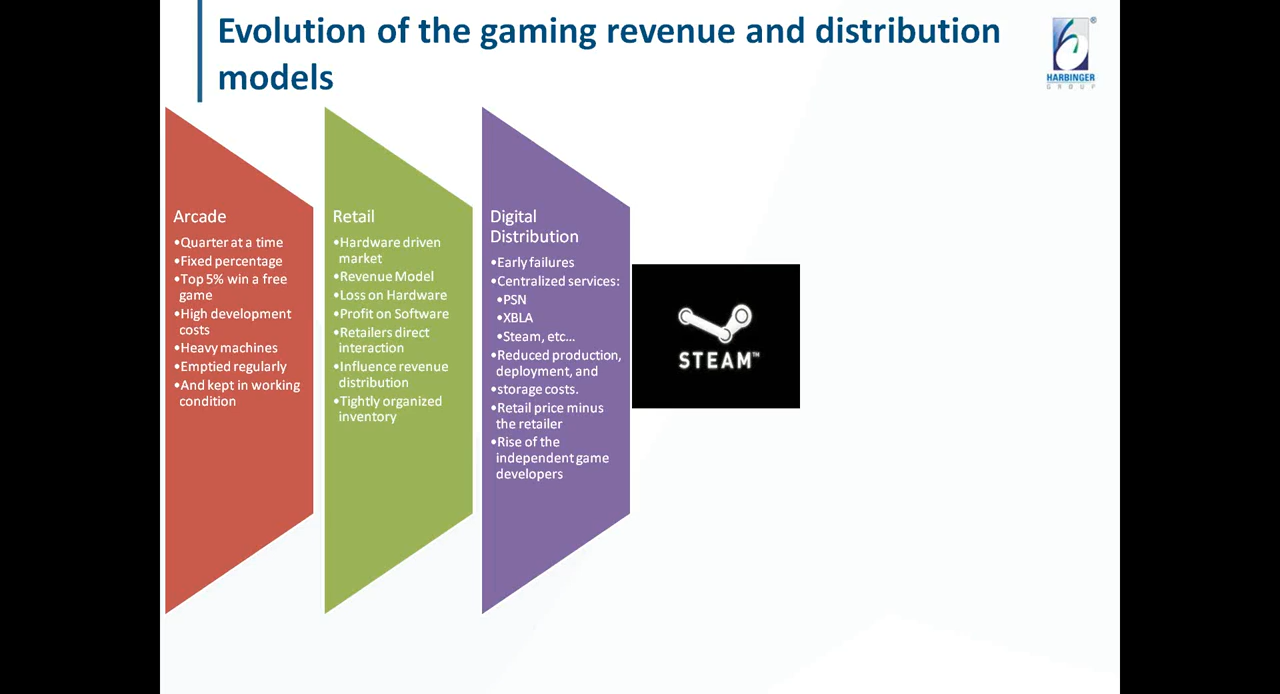 Evolution of the gaming revenue and distribution
models
HARBINGER
GROUP
Arcade
•Quarter at a time
•Fixed percentage
•Top 5% win a free
game
•High development
costs
•Heavy machines
•Emptied regularly
•And kept in working
condition
Retail
•Hardware driven
market
•Revenue Model
•Loss on Hardware
•Profit on Software
•Retailers direct
interaction
•Influence revenue
distribution
•Tightly organized
inventory
Digital
Distribution
•Early failures
•Centralized services:
•PSN
•XBLA
•Steam, etc…
•Reduced production,
deployment, and
•storage costs.
•Retail price minus
the retailer
•Rise of the
independent game
developers
STEAM™